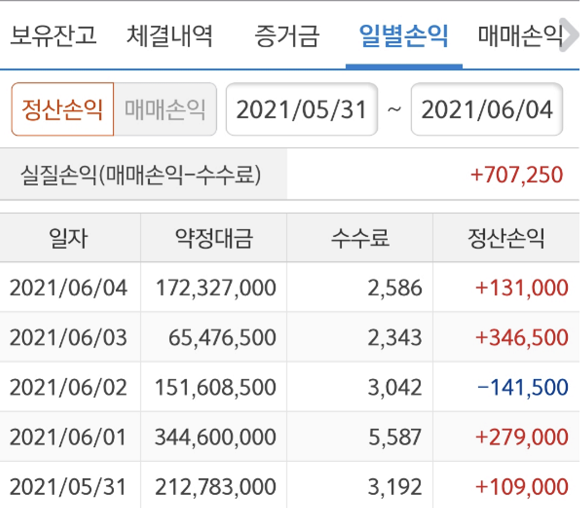 보유잔고 체결내역 증거금 일별손익 매매손익
정산손익 매매손익 2021/05/31 ~ 2021/06/04
실질손익(매매손익-수수료) +707,250
일자 약정대금 수수료 정산손익
2021/06/04 172,327,000 2,586 +131,000
2021/06/03 65,476,500 2,343 +346,500
2021/06/02 151,608,500 3,042 -141,500
2021/06/01 344,600,000 5,587 +279,000
2021/05/31 212,783,000 3,192 +109,000